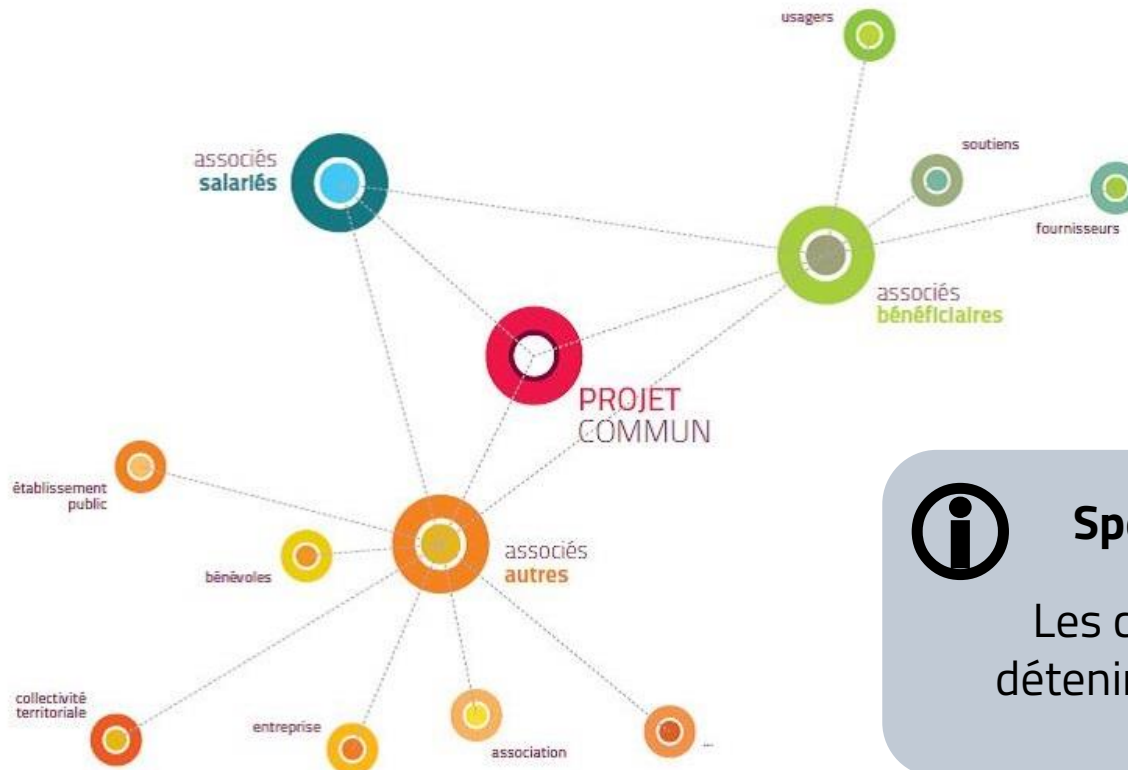 usagers
associés
salariés
soutiens
fournisseurs
associés
bénéficiaires
PROJET
COMMUN
établissement
public
bénévoles
associés
autres
collectivité
territoriale
entreprise
association
...
Les
détenir